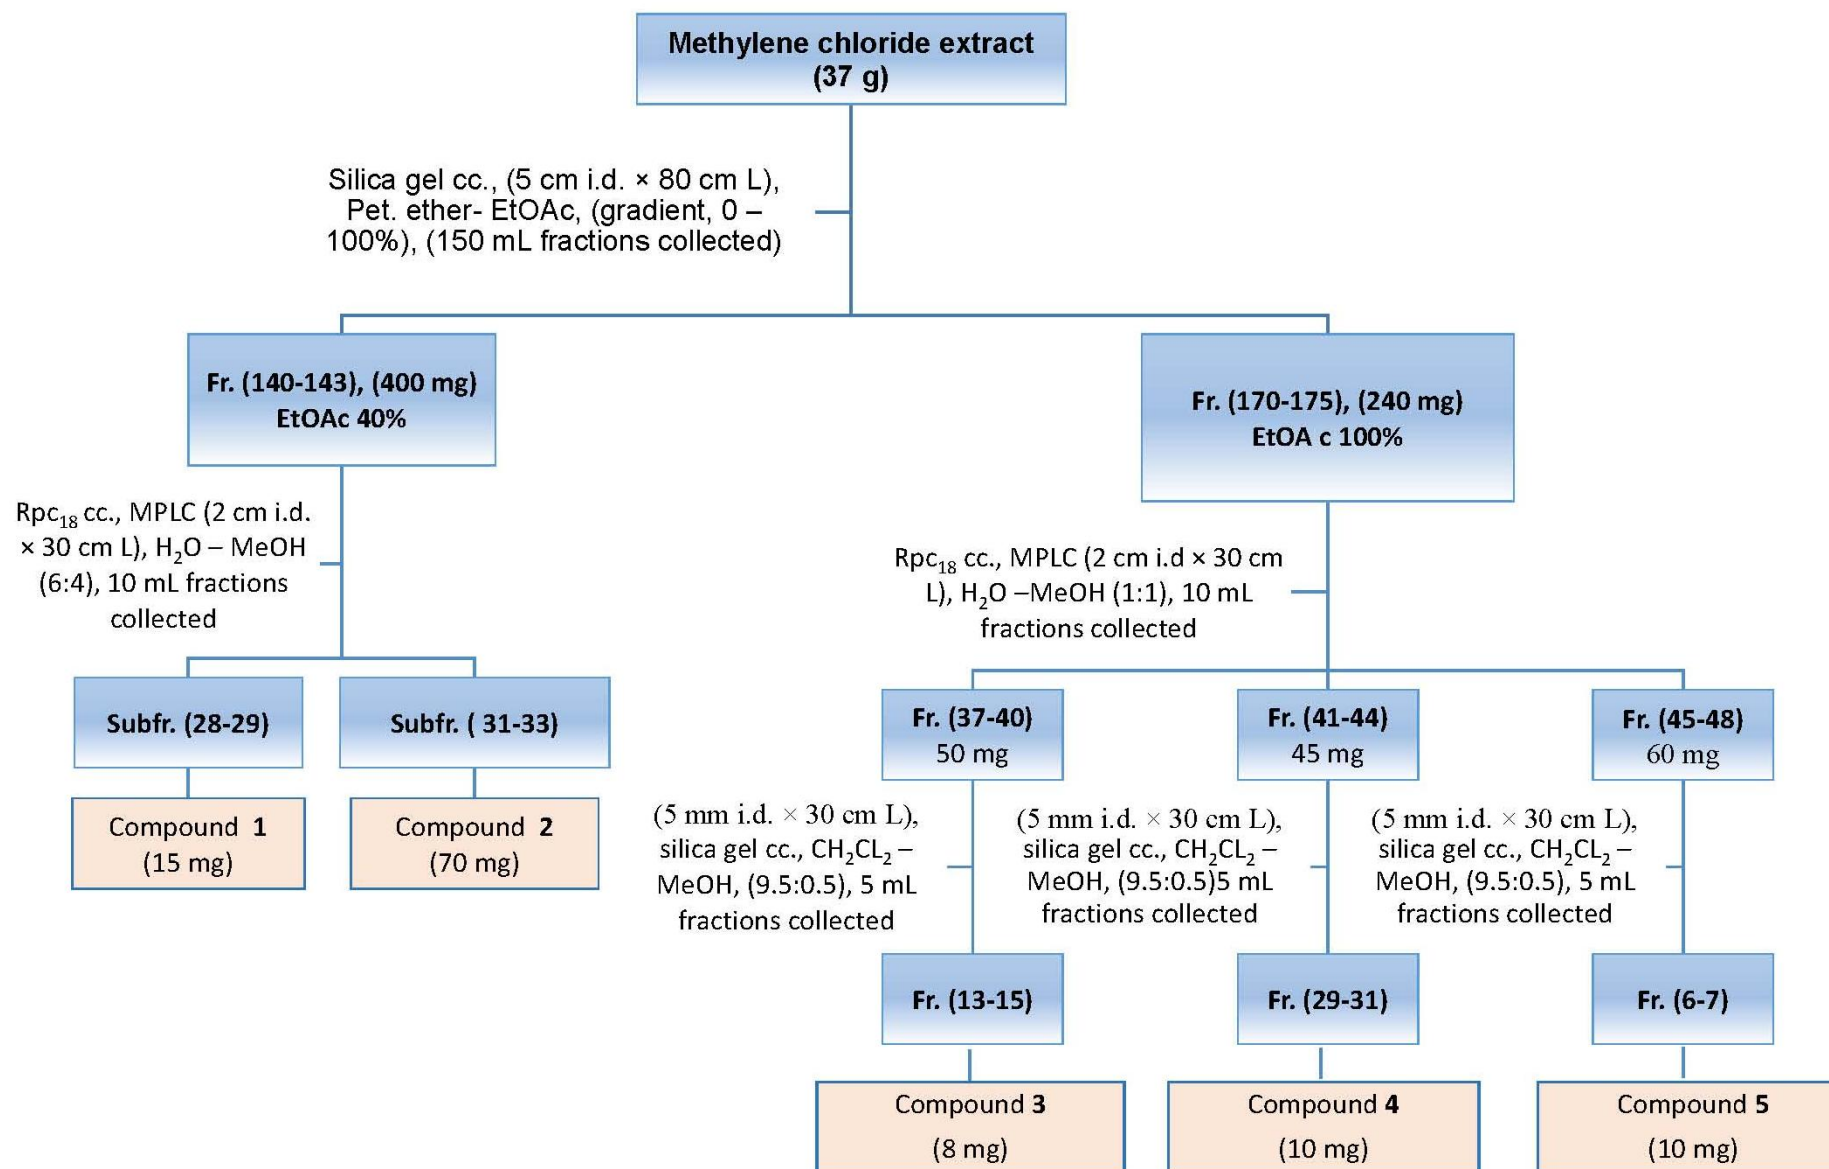 Methylene chloride extract
(37 g)
Silica gel cc., (5 cm i.d. × 80 cm L),
Pet. ether- EtOAc, (gradient, 0 –
100%), (150 mL fractions collected)
Fr. (140-143), (400 mg)
EtOAc 40%
Fr. (170-175), (240 mg)
EtOA c 100%
Rpc₁₈ cc., MPLC (2 cm i.d.
× 30 cm L), H₂O – MeOH
(6:4), 10 mL fractions
collected
Rpc₁₈ cc., MPLC (2 cm i.d × 30 cm
L), H₂O –MeOH (1:1), 10 mL
fractions collected
Subfr. (28-29)
Subfr. ( 31-33)
Compound 1
(15 mg)
Compound 2
(70 mg)
Fr. (37-40)
50 mg
Fr. (41-44)
45 mg
Fr. (45-48)
60 mg
(5 mm i.d. × 30 cm L),
silica gel cc., CH₂CL₂ –
MeOH, (9.5:0.5), 5 mL
fractions collected
(5 mm i.d. × 30 cm L),
silica gel cc., CH₂CL₂ –
MeOH, (9.5:0.5)5 mL
fractions collected
(5 mm i.d. × 30 cm L),
silica gel cc., CH₂CL₂ –
MeOH, (9.5:0.5), 5 mL
fractions collected
Fr. (13-15)
Fr. (29-31)
Fr. (6-7)
Compound 3
(8 mg)
Compound 4
(10 mg)
Compound 5
(10 mg)